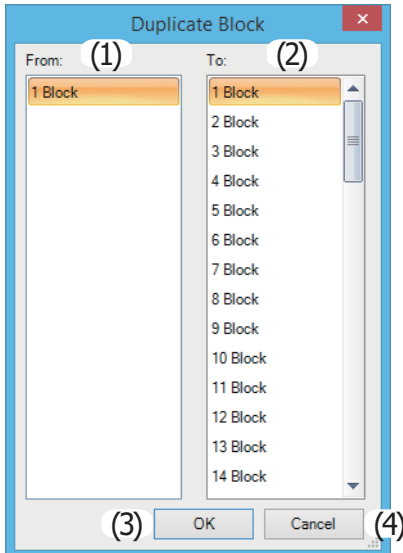 Duplicate Block
From: (1) To: (2)
1 Block
1 Block
2 Block
3 Block
4 Block
5 Block
6 Block
7 Block
8 Block
9 Block
10 Block
11 Block
12 Block
13 Block
14 Block
(3) OK Cancel (4)